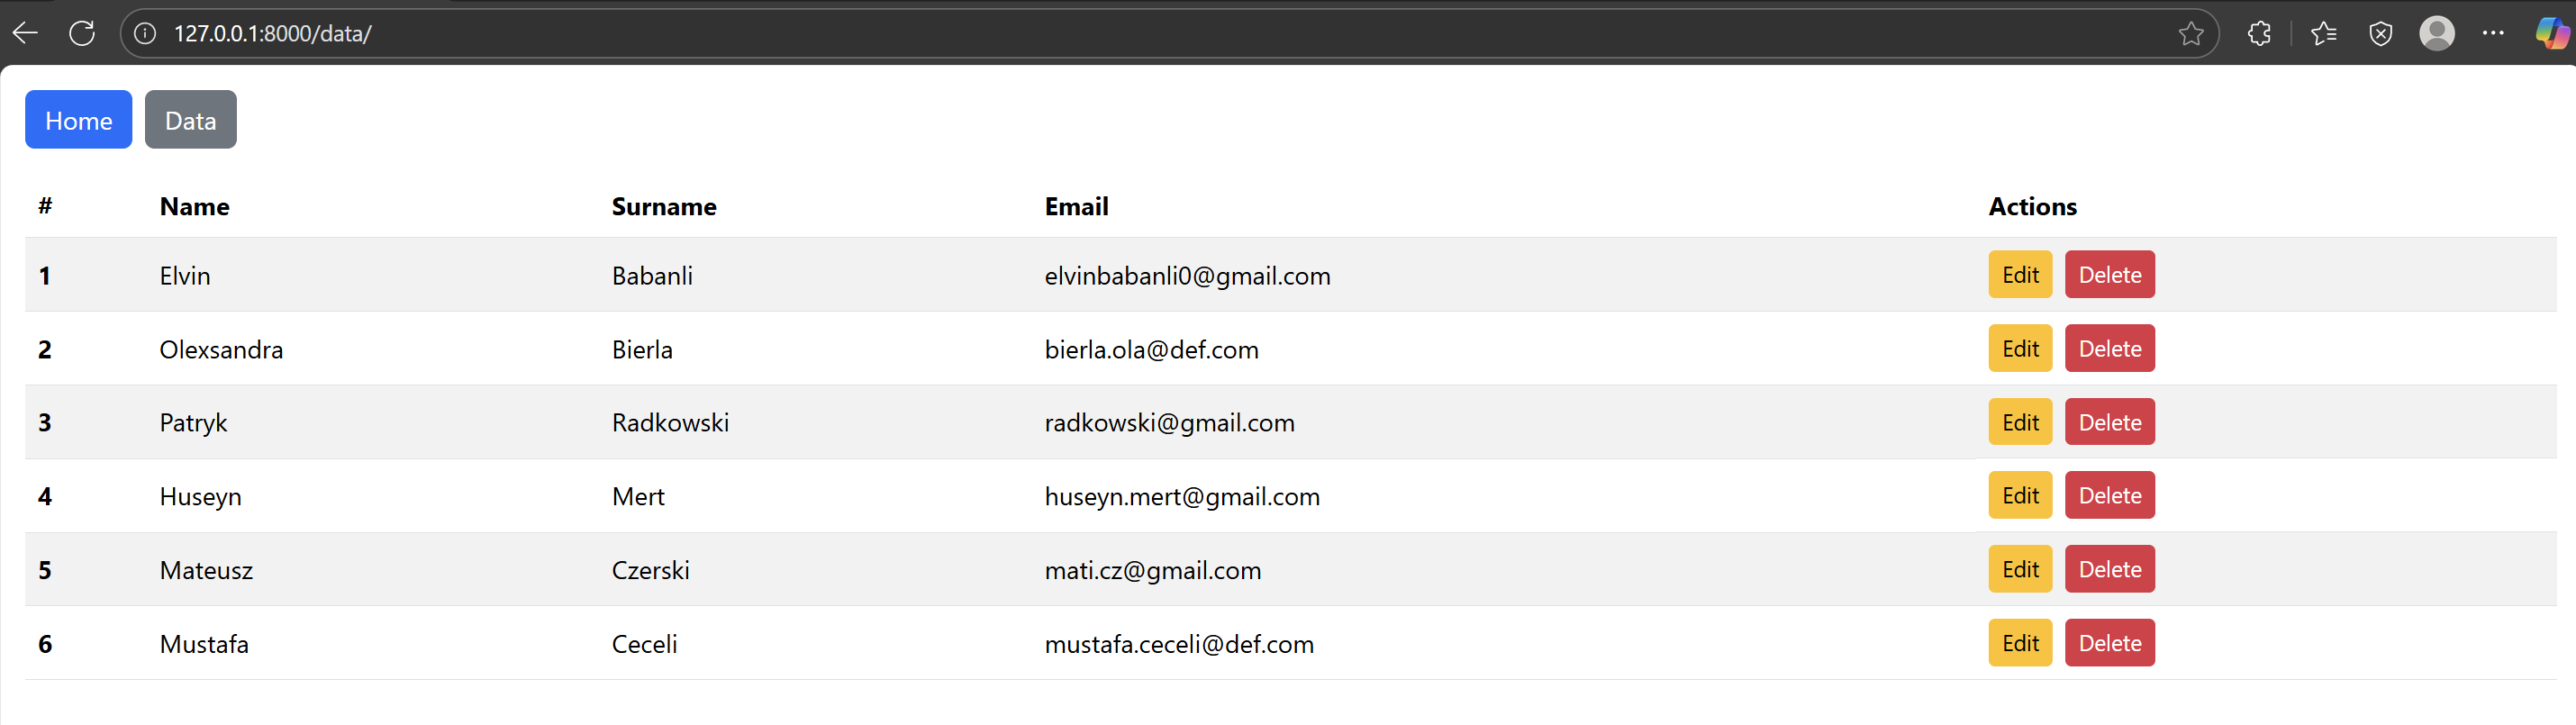 127.0.0.1:8000/data/
Home Data
# Name Surname Email Actions
1 Elvin Babanli elvinbabanli0@gmail.com Edit Delete
2 Olexsandra Bierla bierla.ola@def.com Edit Delete
3 Patryk Radkowski radkowski@gmail.com Edit Delete
4 Huseyn Mert huseyn.mert@gmail.com Edit Delete
5 Mateusz Czerski mati.cz@gmail.com Edit Delete
6 Mustafa Ceceli mustafa.ceceli@def.com Edit Delete